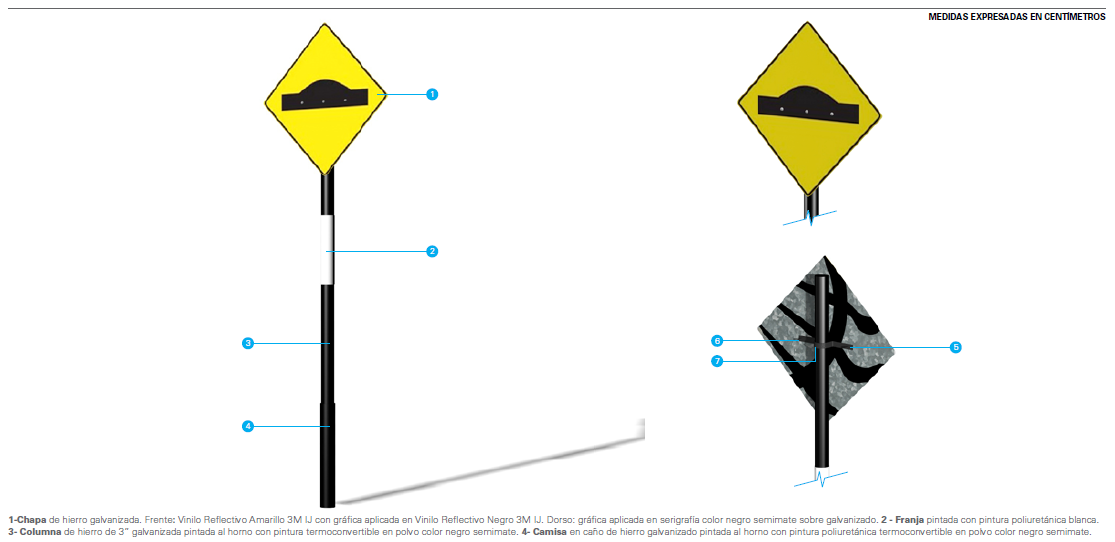 MEDIDAS EXPRESADAS EN CENTÍMETROS
1
2
3
4
6
7
5
1-Chapa de hierro galvanizada. Frente: Vinilo Reflectivo Amarillo 3M IJ con gráfica aplicada en Vinilo Reflectivo Negro 3M IJ. Dorso: gráfica aplicada en serigrafía color negro semimate sobre galvanizado. 2 - Franja pintada con pintura poliuretánica blanca.
3- Columna de hierro de 3” galvanizada pintada al horno con pintura termoconvertible en polvo color negro semimate. 4- Camisa en caño de hierro galvanizado pintada al horno con pintura poliuretánica termoconvertible en polvo color negro semimate.